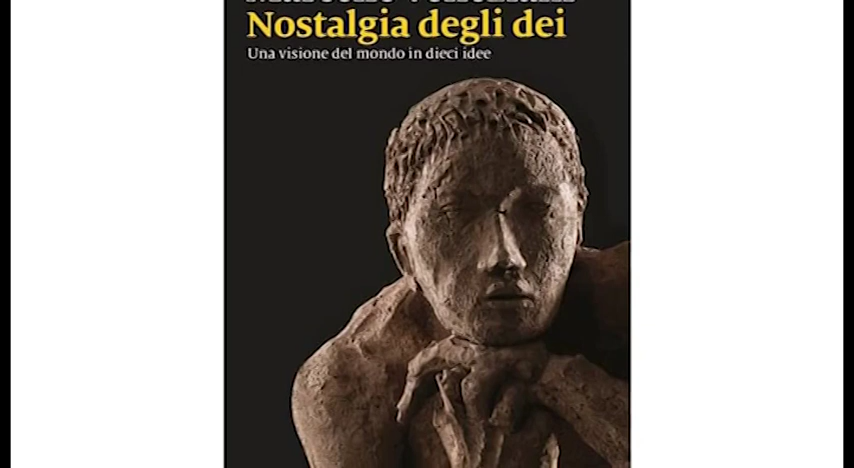 Nostalgia degli dei
Una visione del mondo in dieci idee